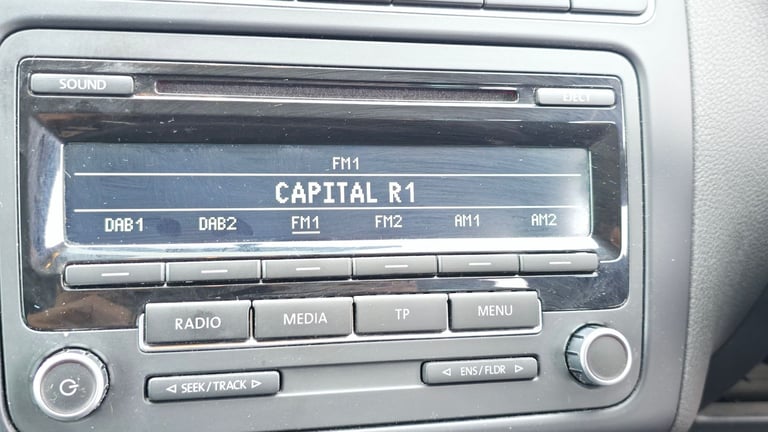 SOUND
EJECT
FM1
CAPITAL R1
DAB1 DAB2 FM1 FM2 AM1 AM2
RADIO MEDIA TP MENU
◁ SEEK / TRACK ▷
◁ ENS / FLDR ▷